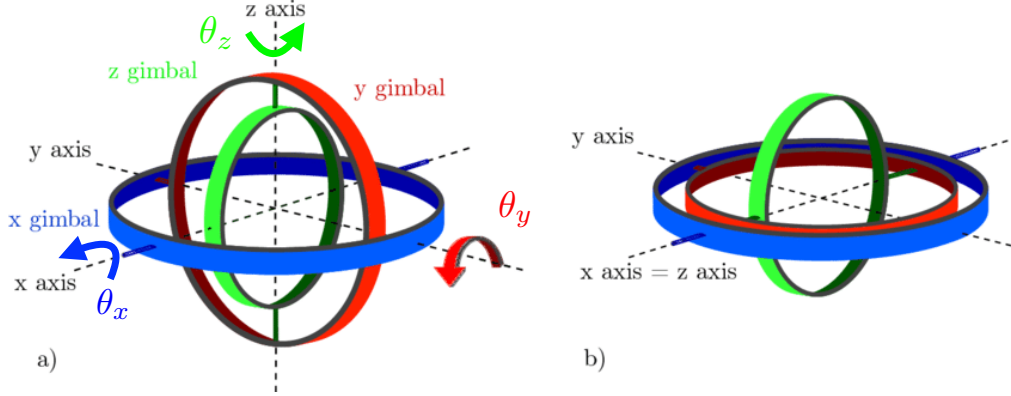 z axis
θz
z gimbal
y gimbal
y axis
x gimbal
x axis
θx
θy
a)
y axis
x axis = z axis
b)